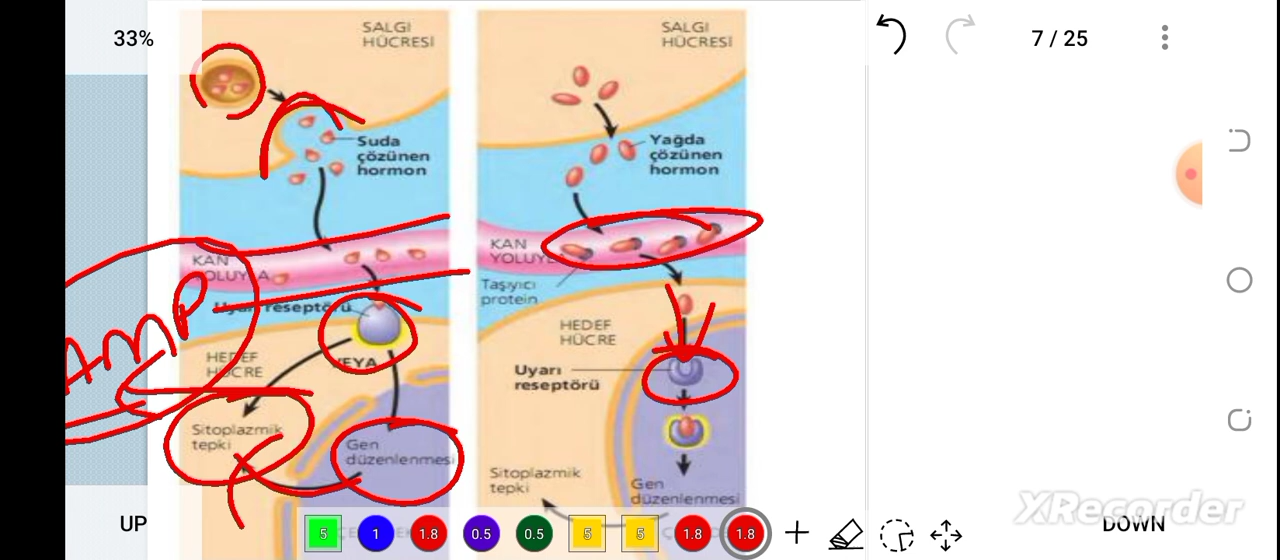 33%
7 / 25
SALGI
HÜCRESİ
Suda
çözünen
hormon
KAN
YOLUYLA
Uyarı reseptörü
HEDEF
HÜCRE
VEYA
Sitoplazmik
tepki
Gen
düzenlenmesi
AMP
SALGI
HÜCRESİ
Yağda
çözünen
hormon
KAN
YOLUYLA
Taşıyıcı
protein
HEDEF
HÜCRE
Uyarı
reseptörü
Sitoplazmik
tepki
Gen
düzenlenmesi
UP
5 1 1.8 0.5 0.5 5 5 1.8 1.8
XRecorder
DOWN